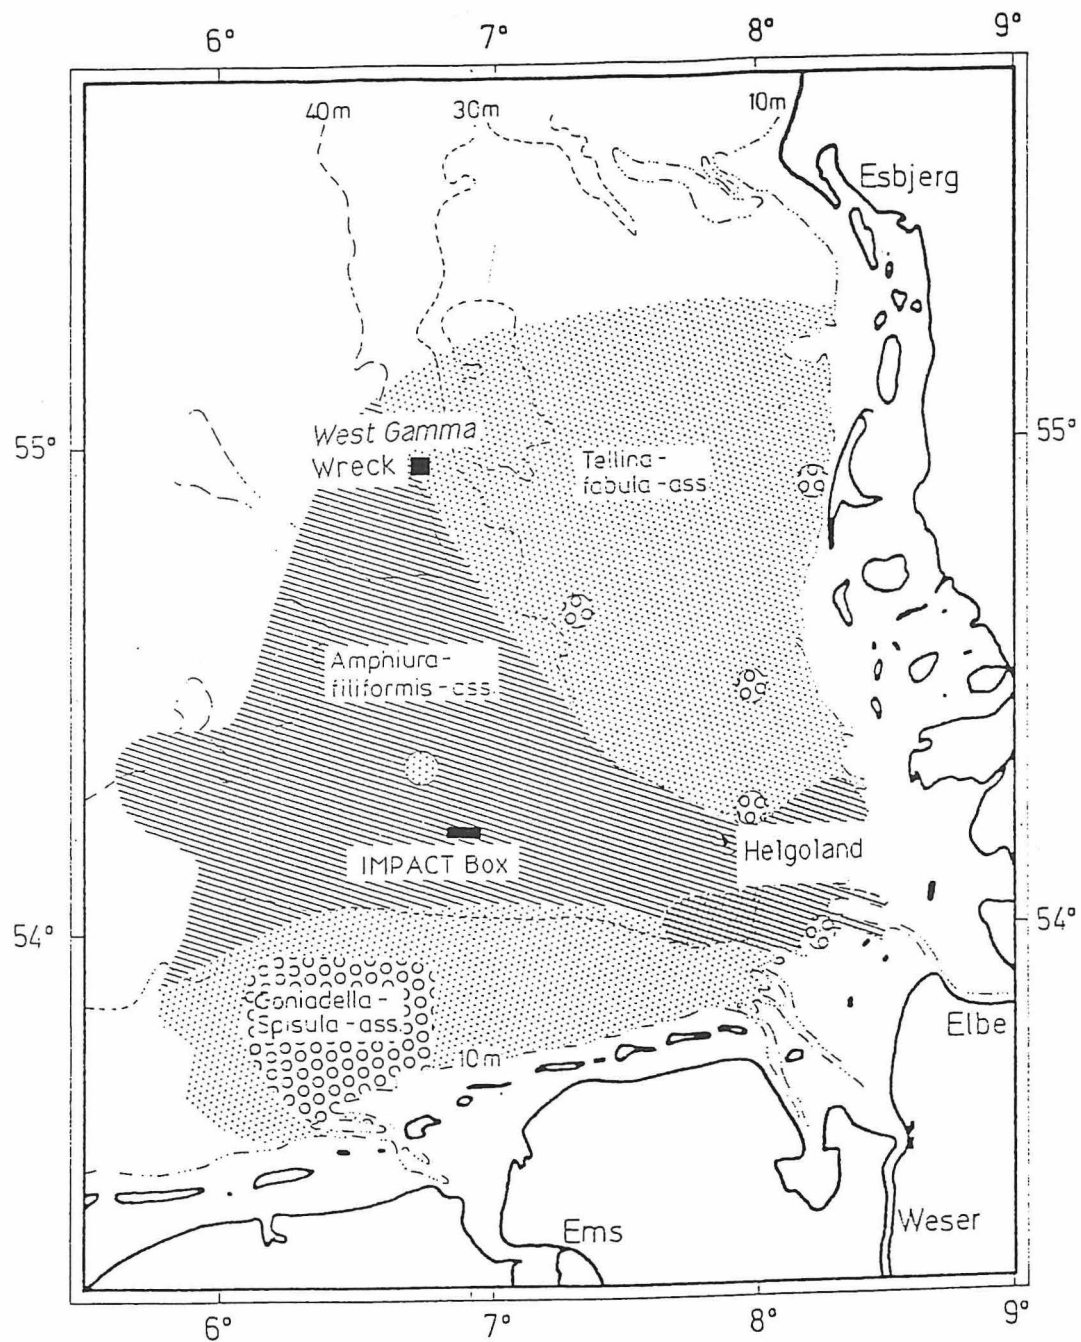 6° 7° 8° 9°
40m 30m 10m
Esbjerg
55° 55°
West Gamma
Wreck
Tellina-
fabula-ass.
Amphiura-
filiformis-ass.
IMPACT Box
Helgoland
54° 54°
Goniadella-
Spisula-ass.
Elbe
10m
Ems
Weser
6° 7° 8° 9°